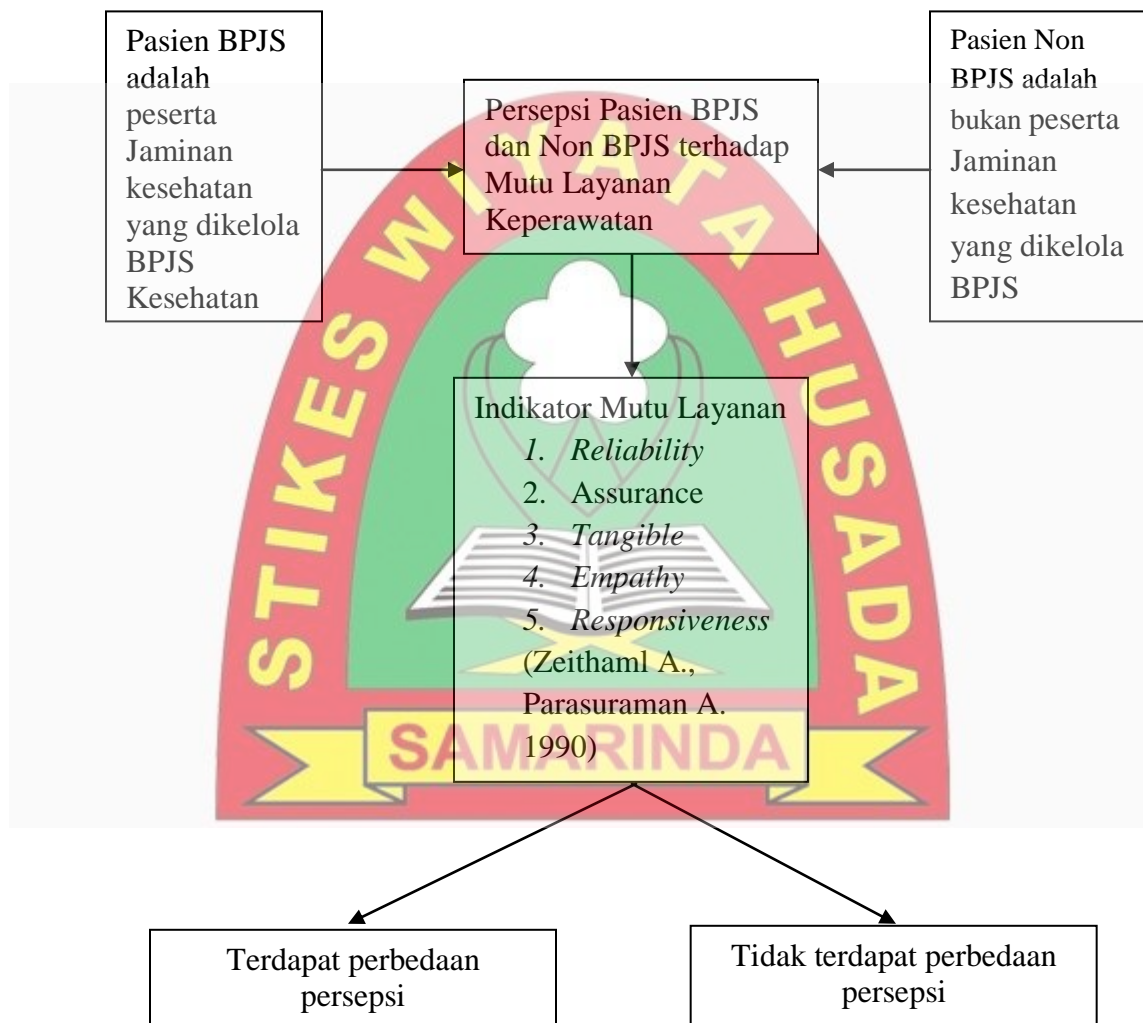 Pasien BPJS
adalah
peserta
Jaminan
kesehatan
yang dikelola
BPJS
Kesehatan
Persepsi Pasien BPJS
dan Non BPJS terhadap
Mutu Layanan
Keperawatan
Pasien Non
BPJS adalah
bukan peserta
Jaminan
kesehatan
yang dikelola
BPJS
Indikator Mutu Layanan
1. Reliability
2. Assurance
3. Tangible
4. Empathy
5. Responsiveness
(Zeithaml A.,
Parasuraman A.
1990)
STIKES WIYATA HUSADA
SAMARINDA
Terdapat perbedaan
persepsi
Tidak terdapat perbedaan
persepsi